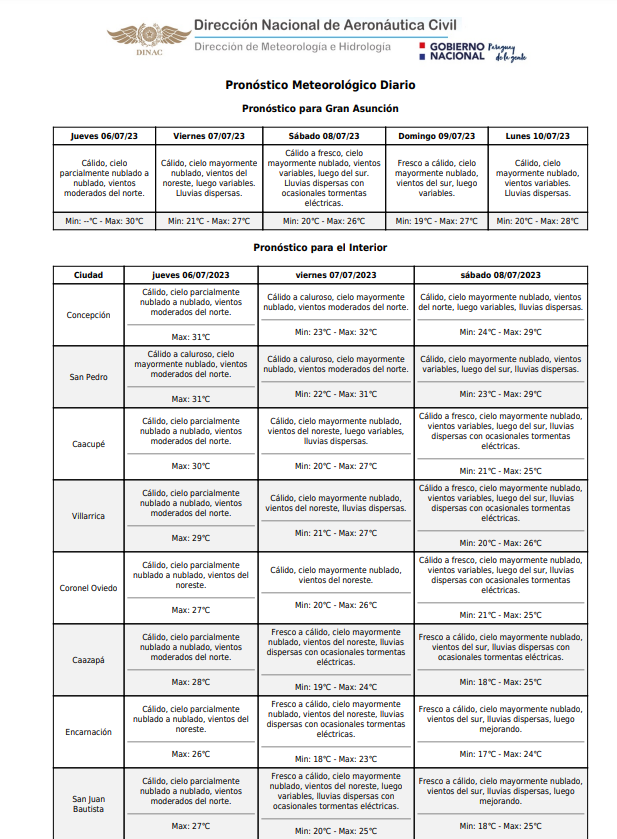 Dirección Nacional de Aeronáutica Civil
DINAC
Dirección de Meteorología e Hidrología
GOBIERNO
NACIONAL
Paraguay
de la gente
Pronóstico Meteorológico Diario
Pronóstico para Gran Asunción
Jueves 06/07/23
Viernes 07/07/23
Sábado 08/07/23
Domingo 09/07/23
Lunes 10/07/23
Cálido, cielo
parcialmente nublado a
nublado, vientos
moderados del norte.
Cálido, cielo mayormente
nublado, vientos del
noreste, luego variables.
Lluvias dispersas.
Cálido a fresco, cielo
mayormente nublado, vientos
variables, luego del sur.
Lluvias dispersas con
ocasionales tormentas
eléctricas.
Fresco a cálido, cielo
mayormente nublado,
vientos del sur, luego
variables.
Cálido, cielo
mayormente nublado,
vientos variables.
Lluvias dispersas.
Min: --℃ - Max: 30℃
Min: 21℃ - Max: 27℃
Min: 20℃ - Max: 26℃
Min: 19℃ - Max: 27℃
Min: 20℃ - Max: 28℃
Pronóstico para el Interior
Ciudad
jueves 06/07/2023
viernes 07/07/2023
sábado 08/07/2023
Concepción
Cálido, cielo parcialmente
nublado a nublado, vientos
moderados del norte.
Max: 31℃
Cálido a caluroso, cielo mayormente
nublado, vientos moderados del norte.
Min: 23℃ - Max: 32℃
Cálido, cielo mayormente nublado, vientos
del norte, luego variables, lluvias dispersas.
Min: 24℃ - Max: 29℃
San Pedro
Cálido a caluroso, cielo
mayormente nublado, vientos
moderados del norte.
Max: 31℃
Cálido a caluroso, cielo mayormente
nublado, vientos moderados del norte.
Min: 22℃ - Max: 31℃
Cálido, cielo mayormente nublado, vientos
variables, luego del sur, lluvias dispersas.
Min: 23℃ - Max: 29℃
Caacupé
Cálido, cielo parcialmente
nublado a nublado, vientos
moderados del norte.
Max: 30℃
Cálido, cielo mayormente nublado,
vientos del noreste, luego variables,
lluvias dispersas.
Min: 20℃ - Max: 27℃
Cálido a fresco, cielo mayormente nublado,
vientos variables, luego del sur, lluvias
dispersas con ocasionales tormentas
eléctricas.
Min: 21℃ - Max: 25℃
Villarrica
Cálido, cielo parcialmente
nublado a nublado, vientos
moderados del norte.
Max: 29℃
Cálido, cielo mayormente nublado,
vientos del noreste, lluvias dispersas.
Min: 21℃ - Max: 27℃
Cálido a fresco, cielo mayormente nublado,
vientos variables, luego del sur, lluvias
dispersas con ocasionales tormentas
eléctricas.
Min: 20℃ - Max: 26℃
Coronel Oviedo
Cálido, cielo parcialmente
nublado a nublado, vientos del
noreste.
Max: 27℃
Cálido, cielo mayormente nublado,
vientos del noreste.
Min: 20℃ - Max: 26℃
Cálido a fresco, cielo mayormente nublado,
vientos variables, luego del sur, lluvias
dispersas con ocasionales tormentas
eléctricas.
Min: 21℃ - Max: 25℃
Caazapá
Cálido, cielo parcialmente
nublado a nublado, vientos
moderados del norte.
Max: 28℃
Fresco a cálido, cielo mayormente
nublado, vientos del noreste, lluvias
dispersas con ocasionales tormentas
eléctricas.
Min: 19℃ - Max: 24℃
Fresco a cálido, cielo mayormente nublado,
vientos del sur, lluvias dispersas con
ocasionales tormentas eléctricas.
Min: 18℃ - Max: 25℃
Encarnación
Cálido, cielo parcialmente
nublado a nublado, vientos del
noreste.
Max: 26℃
Fresco a cálido, cielo mayormente
nublado, vientos del noreste, lluvias
dispersas con ocasionales tormentas
eléctricas.
Min: 18℃ - Max: 23℃
Fresco a cálido, cielo mayormente nublado,
vientos del sur, lluvias dispersas, luego
mejorando.
Min: 17℃ - Max: 24℃
San Juan
Bautista
Cálido, cielo parcialmente
nublado a nublado, vientos
moderados del norte.
Max: 27℃
Fresco a cálido, cielo mayormente
nublado, vientos del noreste, luego
variables, lluvias dispersas con
ocasionales tormentas eléctricas.
Min: 20℃ - Max: 25℃
Fresco a cálido, cielo mayormente nublado,
vientos del sur, lluvias dispersas, luego
mejorando.
Min: 18℃ - Max: 25℃